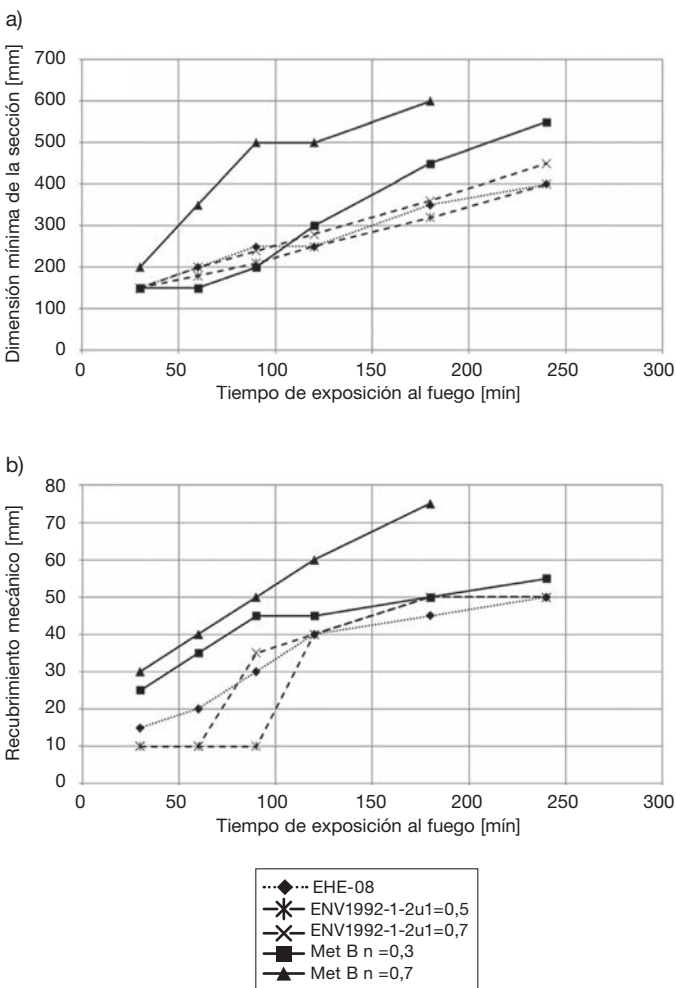 a)
Dimensión mínima de la sección [mm]
700
600
500
400
300
200
100
0
0 50 100 150 200 250 300
Tiempo de exposición al fuego [mín]
b)
Recubrimiento mecánico [mm]
80
70
60
50
40
30
20
10
0
0 50 100 150 200 250 300
Tiempo de exposición al fuego [mín]
EHE-08
ENV1992-1-2u1=0,5
ENV1992-1-2u1=0,7
Met B n =0,3
Met B n =0,7